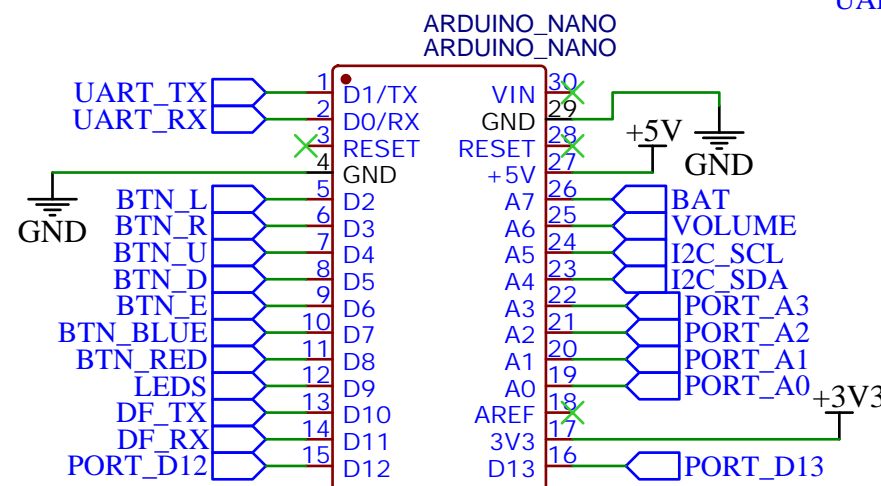 UA
ARDUINO_NANO
ARDUINO_NANO
UART_TX 1 D1/TX VIN 30
UART_RX 2 D0/RX GND 29
3 RESET RESET 28 +5V GND
4 GND +5V 27
GND BTN_L 5 D2 A7 26 BAT
BTN_R 6 D3 A6 25 VOLUME
BTN_U 7 D4 A5 24 I2C_SCL
BTN_D 8 D5 A4 23 I2C_SDA
BTN_E 9 D6 A3 22 PORT_A3
BTN_BLUE 10 D7 A2 21 PORT_A2
BTN_RED 11 D8 A1 20 PORT_A1
LEDS 12 D9 A0 19 PORT_A0
DF_TX 13 D10 AREF 18 +3V3
DF_RX 14 D11 3V3 17
PORT_D12 15 D12 D13 16 PORT_D13